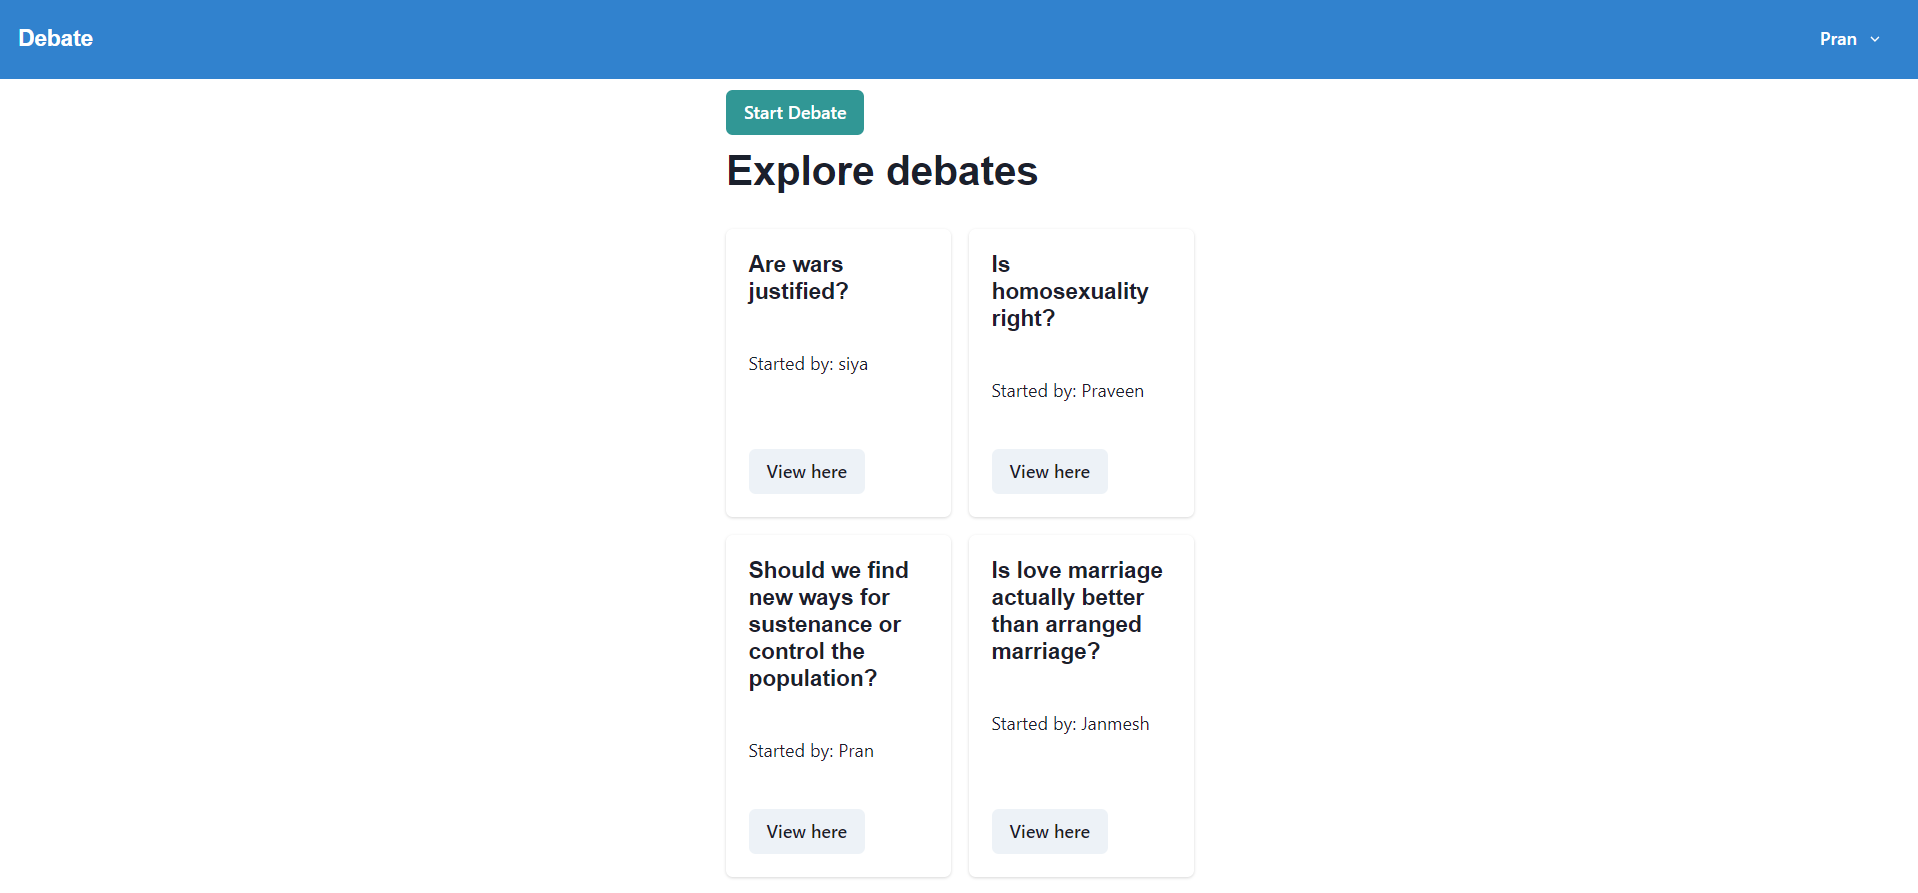 Debate
Pran
Start Debate
Explore debates
Are wars
justified?
Started by: siya
View here
Is
homosexuality
right?
Started by: Praveen
View here
Should we find
new ways for
sustenance or
control the
population?
Started by: Pran
View here
Is love marriage
actually better
than arranged
marriage?
Started by: Janmesh
View here